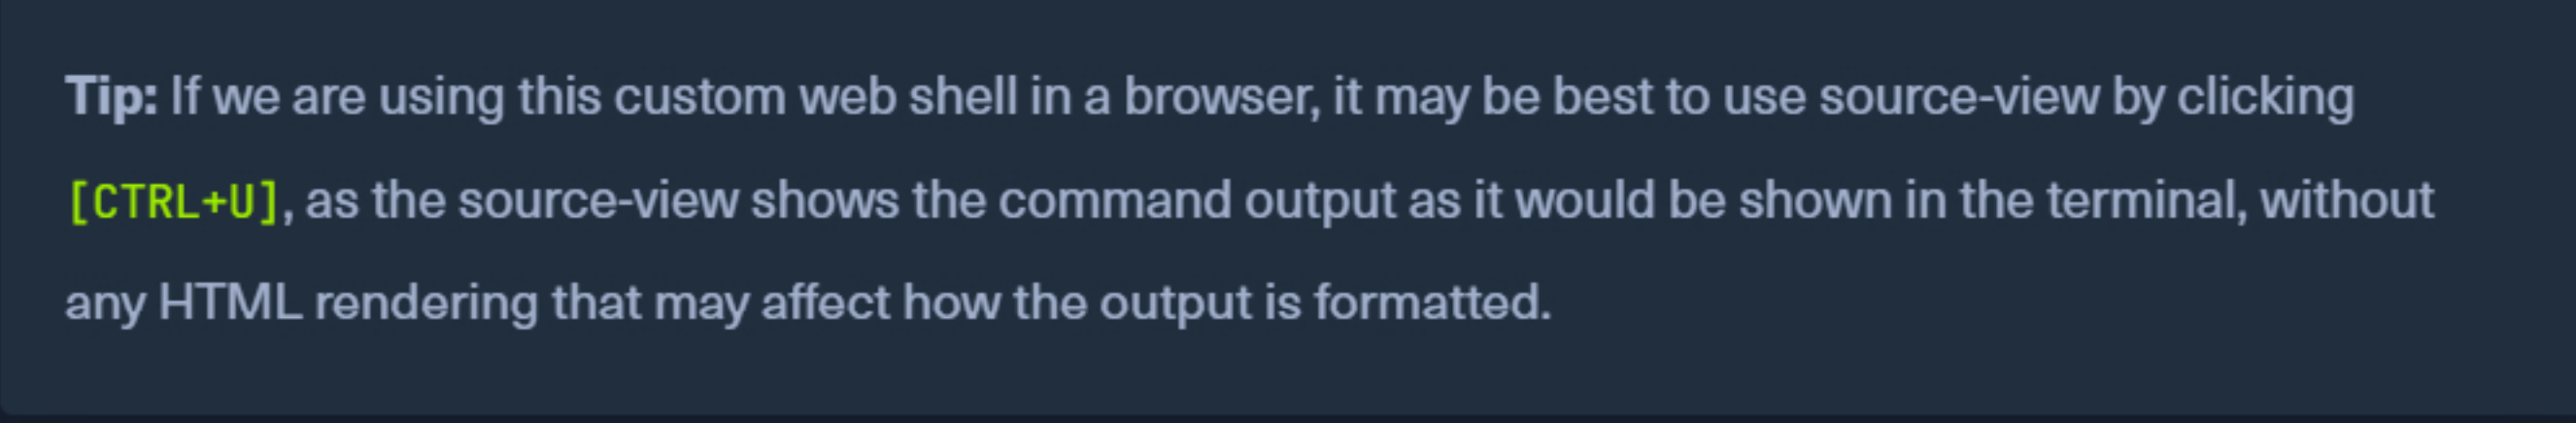 Tip: If we are using this custom web shell in a browser, it may be best to use source-view by clicking
[CTRL+U], as the source-view shows the command output as it would be shown in the terminal, without
any HTML rendering that may affect how the output is formatted.